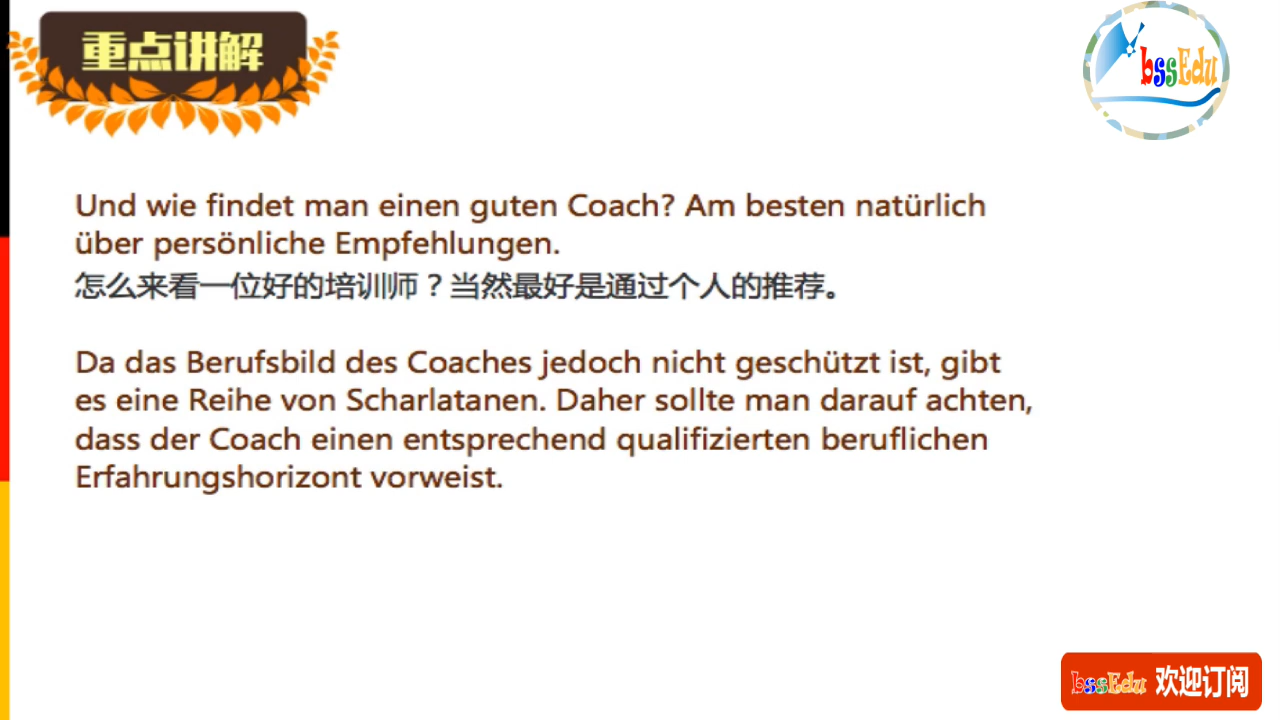 重点讲解
bssEdu
Und wie findet man einen guten Coach? Am besten natürlich
über persönliche Empfehlungen.
怎么来看一位好的培训师？当然最好是通过个人的推荐。
Da das Berufsbild des Coaches jedoch nicht geschützt ist, gibt
es eine Reihe von Scharlatanen. Daher sollte man darauf achten,
dass der Coach einen entsprechend qualifizierten beruflichen
Erfahrungshorizont vorweist.
bssEdu 欢迎订阅